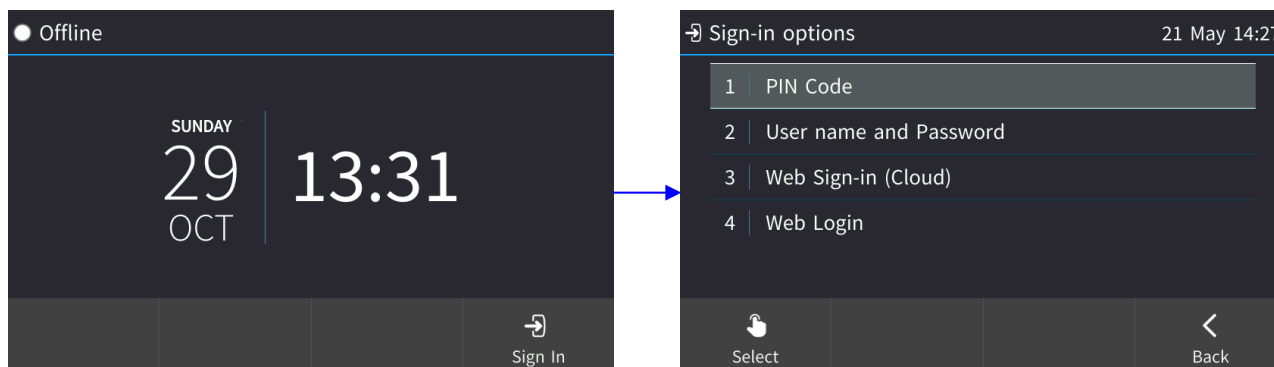 Offline
SUNDAY
29
OCT
13:31
Sign In
Sign-in options 21 May 14:27
1 PIN Code
2 User name and Password
3 Web Sign-in (Cloud)
4 Web Login
Select Back